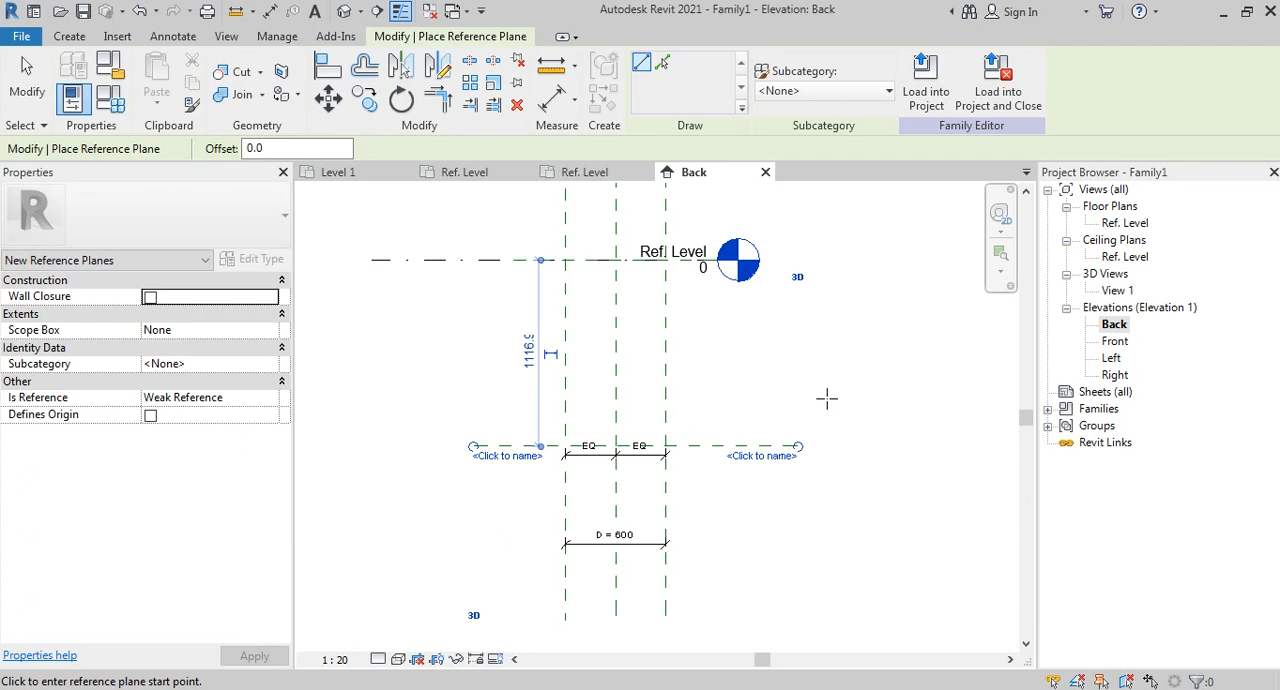 Autodesk Revit 2021 - Family1 - Elevation: Back
Sign In
File Create Insert Annotate View Manage Add-Ins Modify | Place Reference Plane
Modify
Paste
Cut
Join
Subcategory:
<None>
Load into
Project
Load into
Project and Close
Select Properties Clipboard Geometry Modify Measure Create Draw Subcategory Family Editor
Modify | Place Reference Plane
Offset: 0.0
Properties
Level 1
Ref. Level
Ref. Level
Back
Project Browser - Family1
R
New Reference Planes
Edit Type
Construction
Wall Closure
Extents
Scope Box None
Identity Data
Subcategory <None>
Other
Is Reference Weak Reference
Defines Origin
Properties help
Apply
Ref. Level
0
3D
2D
1116.9
EQ EQ
<Click to name>
<Click to name>
D = 600
3D
1 : 20
Views (all)
Floor Plans
Ref. Level
Ceiling Plans
Ref. Level
3D Views
View 1
Elevations (Elevation 1)
Back
Front
Left
Right
Sheets (all)
Families
Groups
Revit Links
Click to enter reference plane start point.
:0